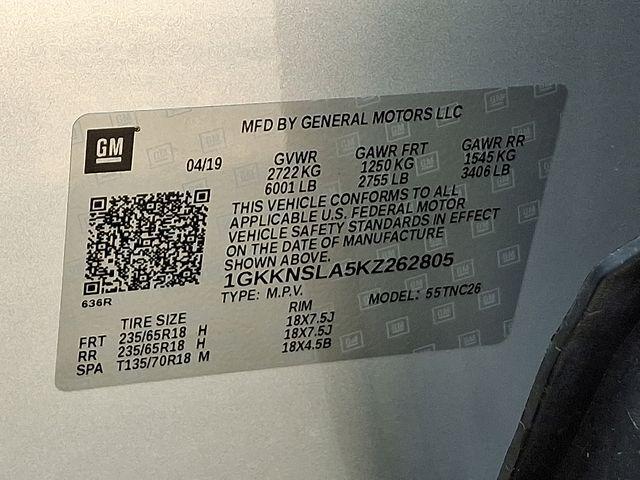 GM
MFD BY GENERAL MOTORS LLC
04/19
GVWR GAWR FRT GAWR RR
2722 KG 1250 KG 1545 KG
6001 LB 2755 LB 3406 LB
THIS VEHICLE CONFORMS TO ALL
APPLICABLE U.S. FEDERAL MOTOR
VEHICLE SAFETY STANDARDS IN EFFECT
ON THE DATE OF MANUFACTURE
SHOWN ABOVE.
1GKKNSLA5KZ262805
TYPE: M.P.V. MODEL: 55TNC26
636R
TIRE SIZE RIM
FRT 235/65R18 H 18X7.5J
RR 235/65R18 H 18X7.5J
SPA T135/70R18 M 18X4.5B